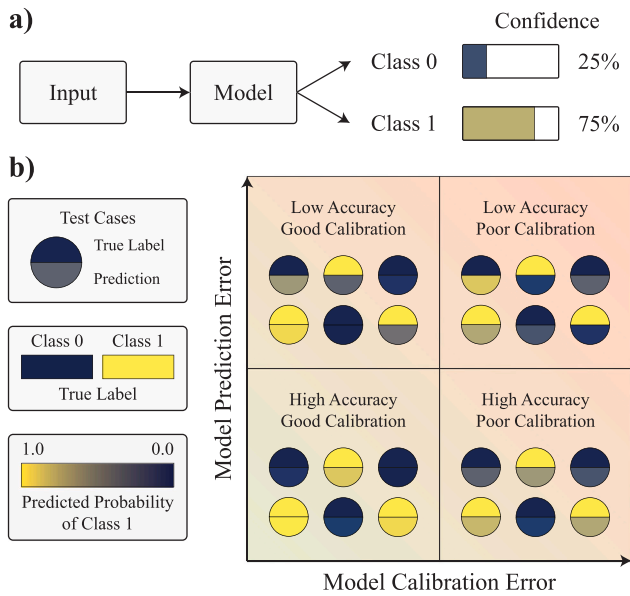 a)
Input
Model
Confidence
Class 0
25%
Class 1
75%
b)
Test Cases
True Label
Prediction
Class 0
Class 1
True Label
1.0
0.0
Predicted Probability
of Class 1
Model Prediction Error
Low Accuracy
Good Calibration
Low Accuracy
Poor Calibration
High Accuracy
Good Calibration
High Accuracy
Poor Calibration
Model Calibration Error